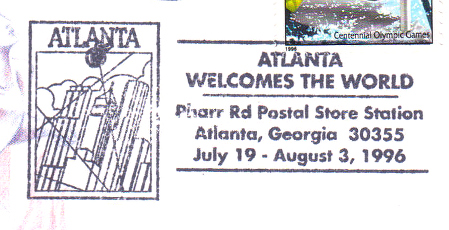 Centennial Olympic Games
1996
ATLANTA
ATLANTA
WELCOMES THE WORLD
Pharr Rd Postal Store Station
Atlanta, Georgia 30355
July 19 - August 3, 1996